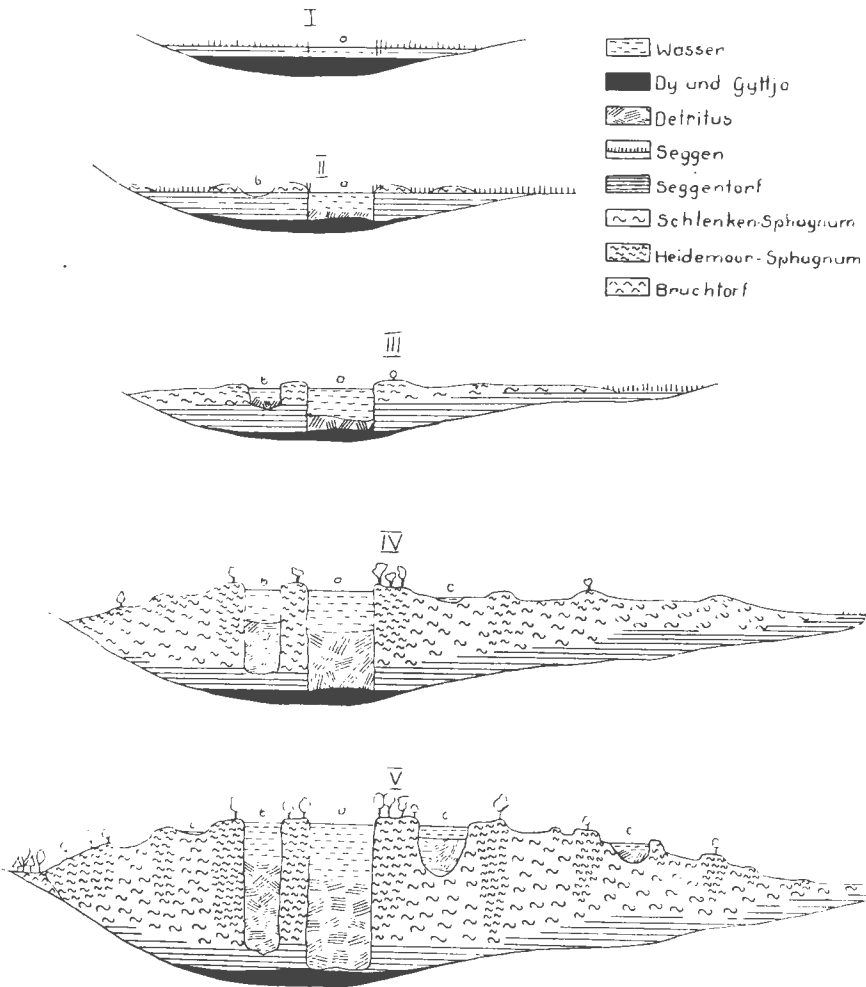 I
a
Wasser
Dy und Gyttja
Detritus
Seggen
Seggentorf
Schlenken-Sphagnum
Heidemoor-Sphagnum
Bruchtorf
II
b a
III
a
IV
b a c
V
a c c